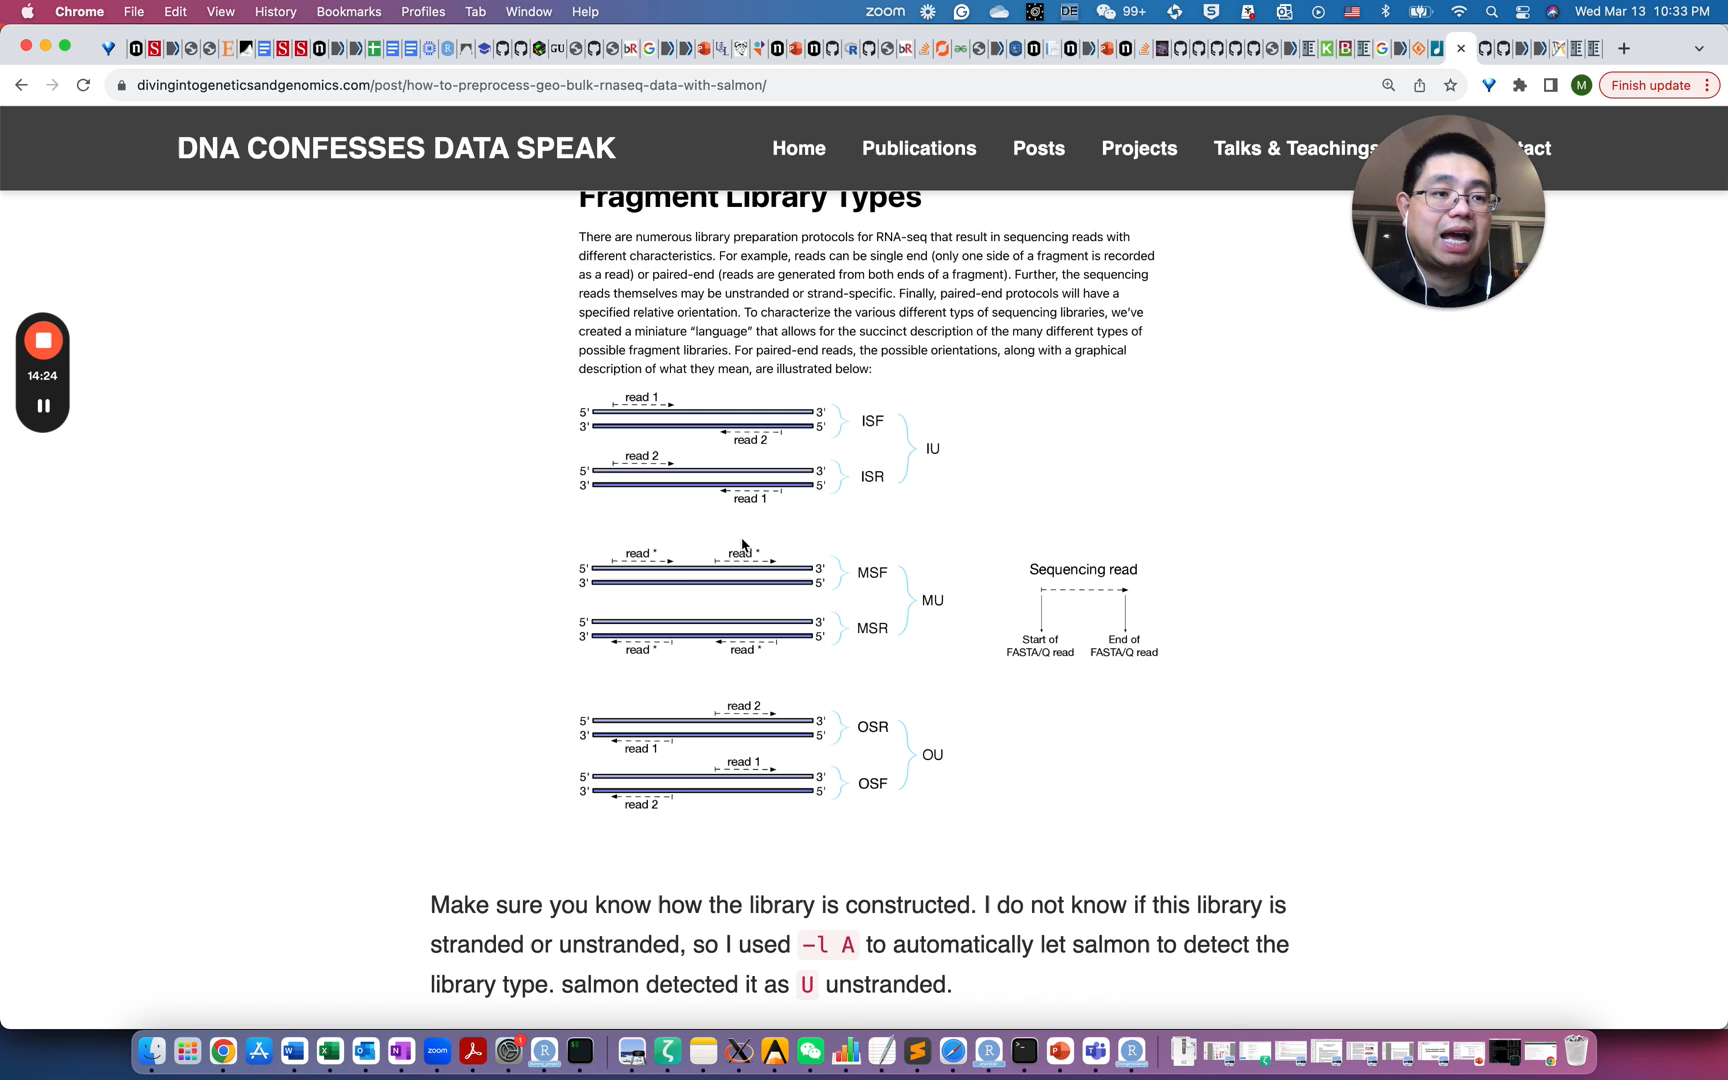 Chrome File Edit View History Bookmarks Profiles Tab Window Help
zoom
DE
99+
Wed Mar 13 10:33 PM
divingintogeneticsandgenomics.com/post/how-to-preprocess-geo-bulk-rnaseq-data-with-salmon/
M
Finish update
DNA CONFESSES DATA SPEAK
Home Publications Posts Projects Talks & Teachings
Fragment Library Types
There are numerous library preparation protocols for RNA-seq that result in sequencing reads with
different characteristics. For example, reads can be single end (only one side of a fragment is recorded
as a read) or paired-end (reads are generated from both ends of a fragment). Further, the sequencing
reads themselves may be unstranded or strand-specific. Finally, paired-end protocols will have a
specified relative orientation. To characterize the various different typs of sequencing libraries, we've
created a miniature “language” that allows for the succinct description of the many different types of
possible fragment libraries. For paired-end reads, the possible orientations, along with a graphical
description of what they mean, are illustrated below:
14:24
read 1
5' 3'
3' 5'
read 2
ISF
IU
read 2
5' 3'
3' 5'
read 1
ISR
read * read *
5' 3'
3' 5'
MSF
MU
5' 3'
3' 5'
read * read *
MSR
Sequencing read
Start of
FASTA/Q read
End of
FASTA/Q read
read 2
5' 3'
3' 5'
read 1
OSR
OU
read 1
5' 3'
3' 5'
read 2
OSF
Make sure you know how the library is constructed. I do not know if this library is
stranded or unstranded, so I used -l A to automatically let salmon to detect the
library type. salmon detected it as U unstranded.